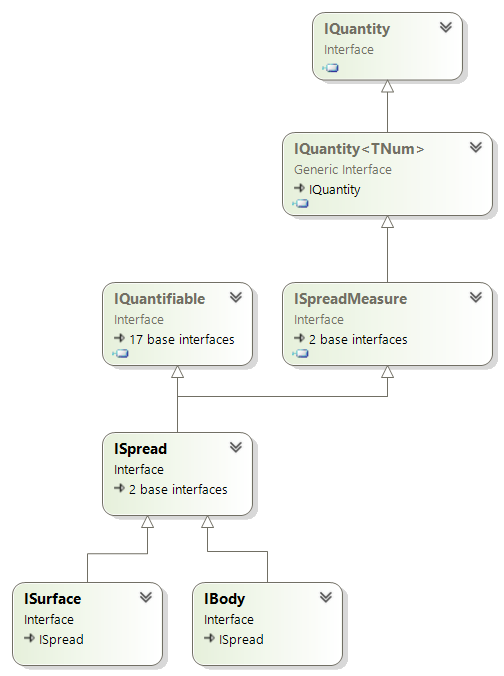 IQuantity
Interface
IQuantity<TNum>
Generic Interface
IQuantity
IQuantifiable
Interface
17 base interfaces
ISpreadMeasure
Interface
2 base interfaces
ISpread
Interface
2 base interfaces
ISurface
Interface
ISpread
IBody
Interface
ISpread